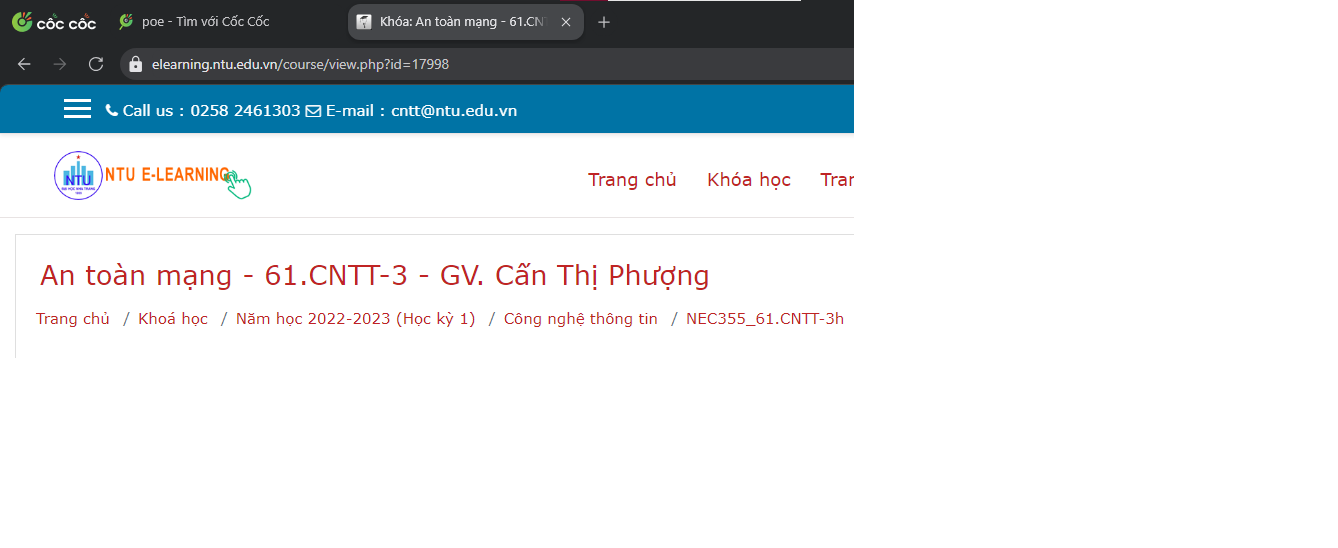 cốc cốc poe - Tìm với Cốc Cốc Khóa: An toàn mạng - 61.CN
elearning.ntu.edu.vn/course/view.php?id=17998
Call us : 0258 2461303 E-mail : cntt@ntu.edu.vn
NTU NTU E-LEARNING Trang chủ Khóa học Tran
An toàn mạng - 61.CNTT-3 - GV. Cấn Thị Phượng
Trang chủ / Khoá học / Năm học 2022-2023 (Học kỳ 1) / Công nghệ thông tin / NEC355_61.CNTT-3h